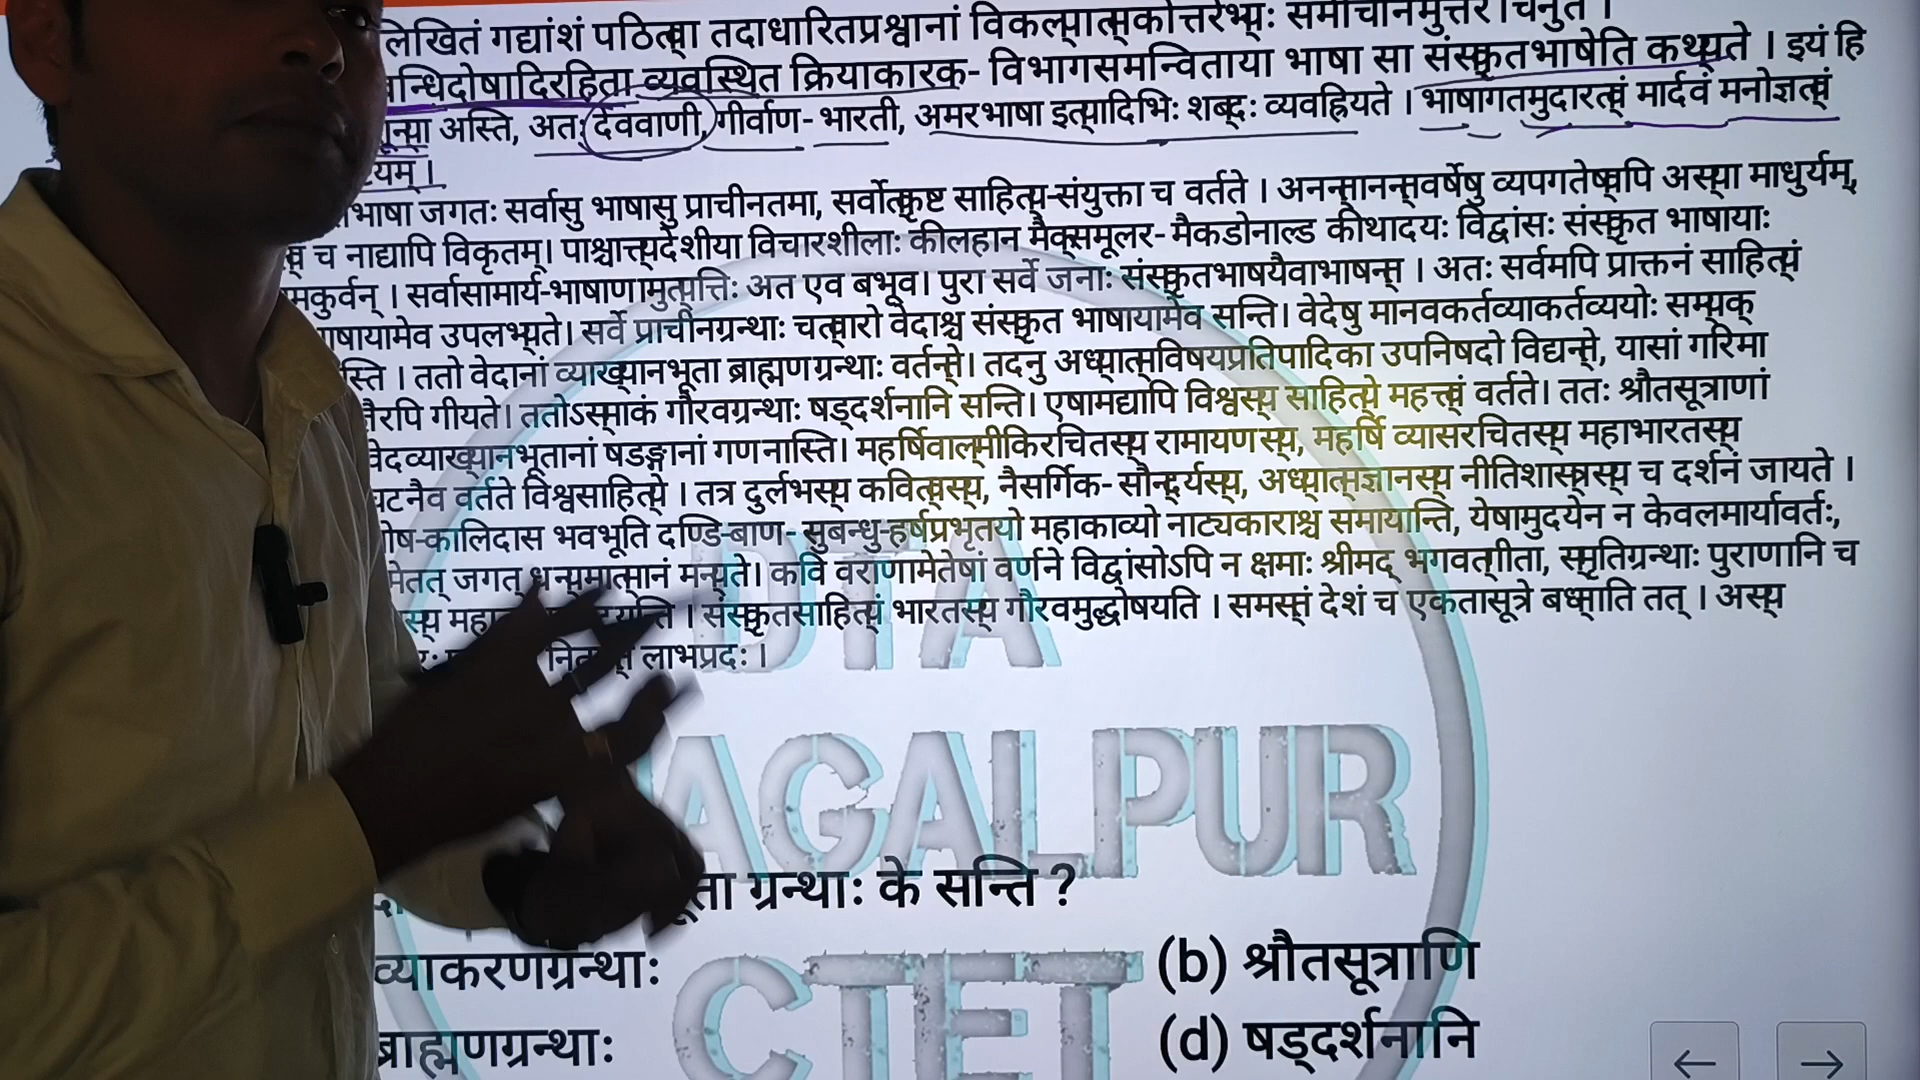 लिखितं गद्यांशं पठित्वा तदाधारितप्रश्नानां विकल्पात्मकोत्तरेभ्यः समीचीनमुत्तरं चिनुत ।
व्यवस्थित क्रियाकारक- विभागसमन्विताया भाषा सा संस्कृतभाषेति कथ्यते । इयं हि
अस्ति, अतः देववाणी, गीर्वाण- भारती, अमरभाषा इत्यादिभिः शब्दः व्यवह्रियते । भाषागतमुदारत्वं मार्दवं मनोज्ञत्वं
भाषा जगतः सर्वासु भाषासु प्राचीनतमा, सर्वोत्कृष्ट साहित्य-संयुक्ता च वर्तते । अनन्तानन्तवर्षेषु व्यपगतेष्वपि अस्या माधुर्यम्,
च नाद्यापि विकृतम्। पाश्चात्त्यदेशीया विचारशीलाः कीलहान मैक्समूलर- मैकडोनाल्ड कीथादयः विद्वांसः संस्कृत भाषायाः
सर्वासामार्य-भाषाणामुत्पत्तिः अत एव बभूव। पुरा सर्वे जनाः संस्कृतभाषयैवाभाषन्त । अतः सर्वमपि प्राक्तनं साहित्यं
उपलभ्यते। सर्वे प्राचीनग्रन्थाः चत्वारो वेदाश्च संस्कृत भाषायामेव सन्ति। वेदेषु मानवकर्तव्याकर्तव्ययोः सम्यक्
ततो वेदानां व्याख्यानभूता ब्राह्मणग्रन्थाः वर्तन्ते। तदनु अध्यात्मविषयप्रतिपादिका उपनिषदो विद्यन्ते, यासां गरिमा
गीयते। ततोऽस्माकं गौरवग्रन्थाः षड्दर्शनानि सन्ति। एषामद्यापि विश्वस्य साहित्ये महत्त्वं वर्तते। ततः श्रौतसूत्राणां
वेदव्याख्यानभूतानां षडङ्गानां गणनास्ति। महर्षिवाल्मीकिरचितस्य रामायणस्य, महर्षि व्यासरचितस्य महाभारतस्य
वर्तते विश्वसाहित्ये । तत्र दुर्लभस्य कवित्वस्य, नैसर्गिक- सौन्दर्यस्य, अध्यात्मज्ञानस्य नीतिशास्त्रस्य च दर्शनं जायते ।
भवभूति दण्डि-बाण- सुबन्धु-हर्षप्रभृतयो महाकाव्यो नाट्यकाराश्च समायान्ति, येषामुदयेन न केवलमार्यावर्तः,
जगत् धन्यमात्मानं मन्यते। कवि वराणामेतेषां वर्णने विद्वांसोऽपि न क्षमाः श्रीमद् भगवत्गीता, स्मृतिग्रन्थाः पुराणानि च
संस्कृतसाहित्यं भारतस्य गौरवमुद्धोषयति । समस्तं देशं च एकतासूत्रे बध्नाति तत् । अस्य
लाभप्रदः ।
DTA
AGALPUR
ग्रन्थाः के सन्ति ?
व्याकरणग्रन्थाः
(b) श्रौतसूत्राणि
CTET
ब्राह्मणग्रन्थाः
(d) षड्दर्शनानि